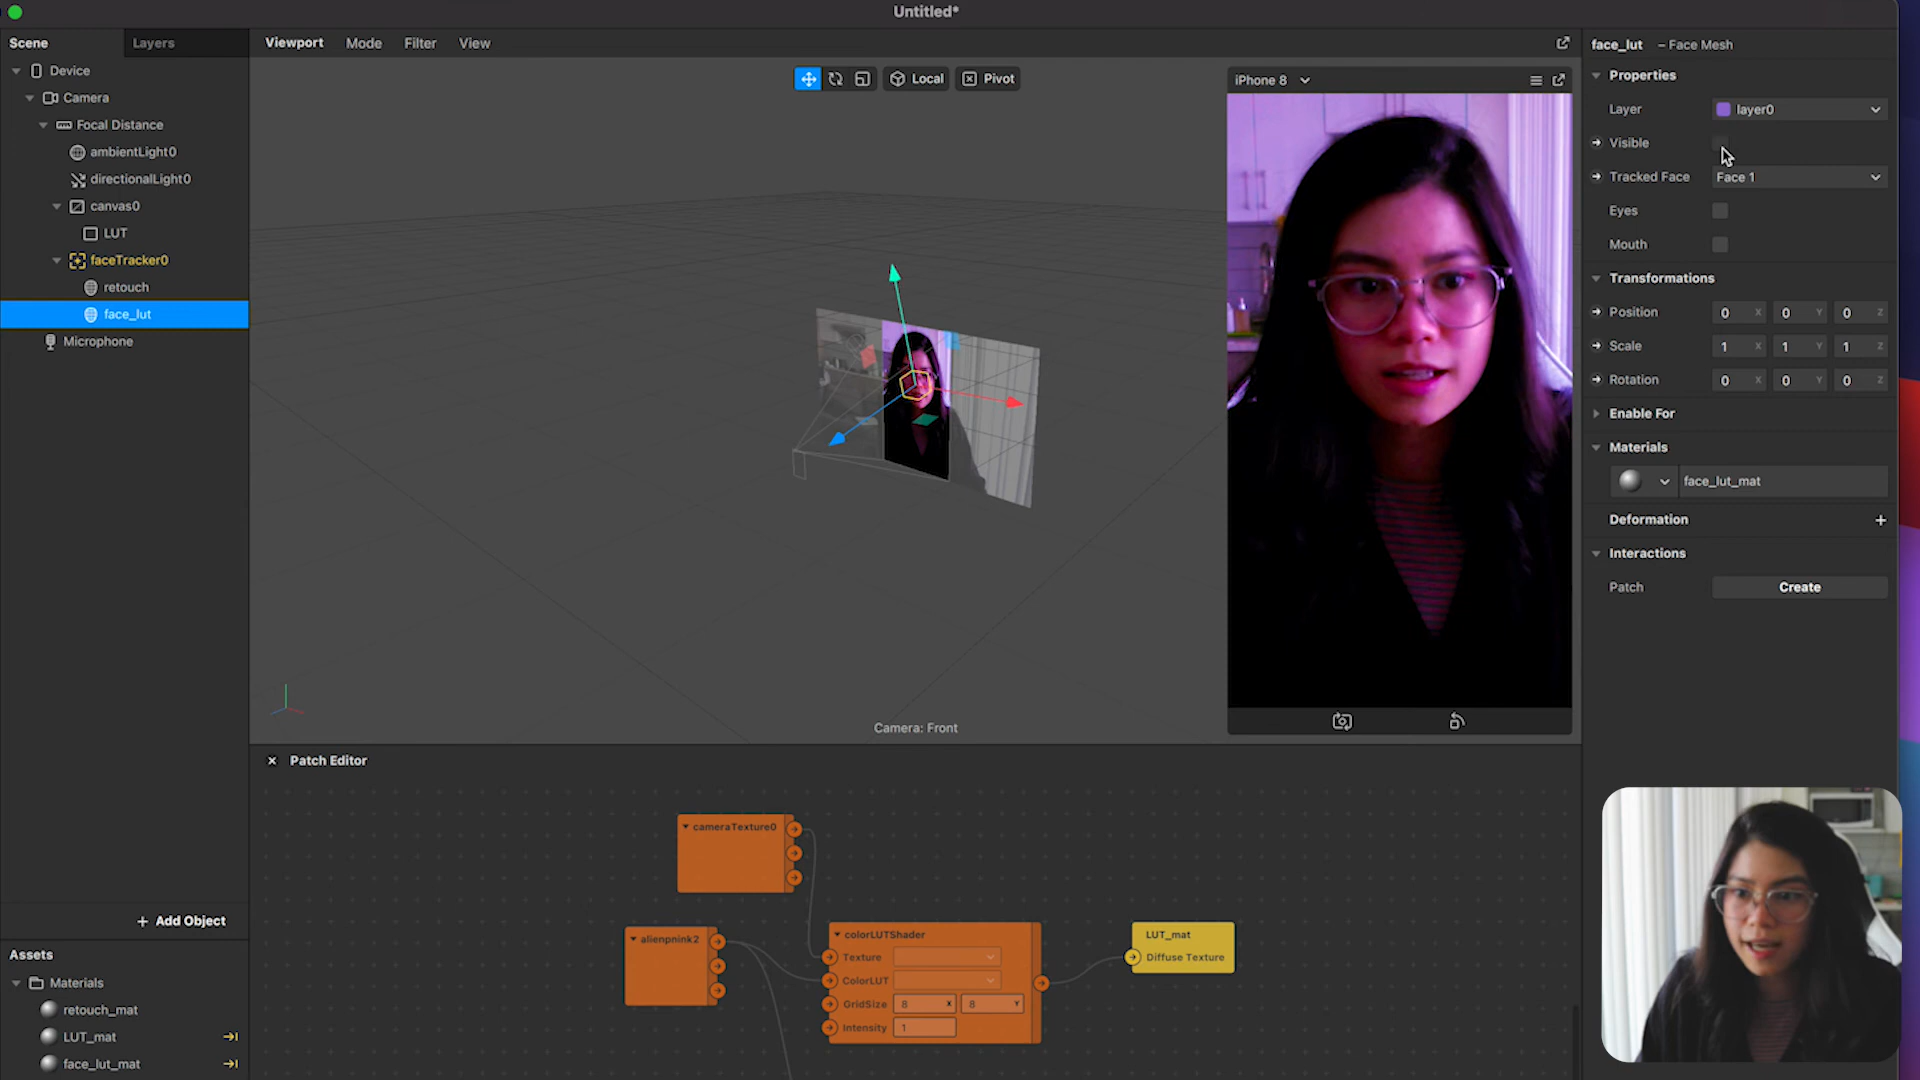 Untitled*
Scene
Layers
Device
Camera
Focal Distance
ambientLight0
directionalLight0
canvas0
LUT
faceTracker0
retouch
face_lut
Microphone
+ Add Object
Assets
Materials
retouch_mat
LUT_mat
face_lut_mat
Viewport Mode Filter View
Local
Pivot
Camera: Front
iPhone 8
Patch Editor
cameraTexture0
alienpnink2
colorLUTShader
Texture
ColorLUT
GridSize 8 X 8 Y
Intensity 1
LUT_mat
Diffuse Texture
face_lut – Face Mesh
Properties
Layer layer0
Visible
Tracked Face Face 1
Eyes
Mouth
Transformations
Position 0 X 0 Y 0 Z
Scale 1 X 1 Y 1 Z
Rotation 0 X 0 Y 0 Z
Enable For
Materials
face_lut_mat
Deformation +
Interactions
Patch Create